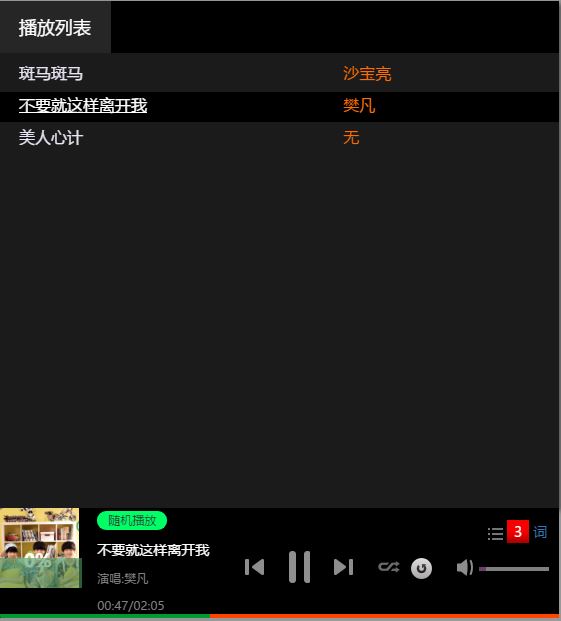 播放列表
斑马斑马 沙宝亮
不要就这样离开我 樊凡
美人心计 无
随机播放
3 词
不要就这样离开我
演唱:樊凡
00:47/02:05